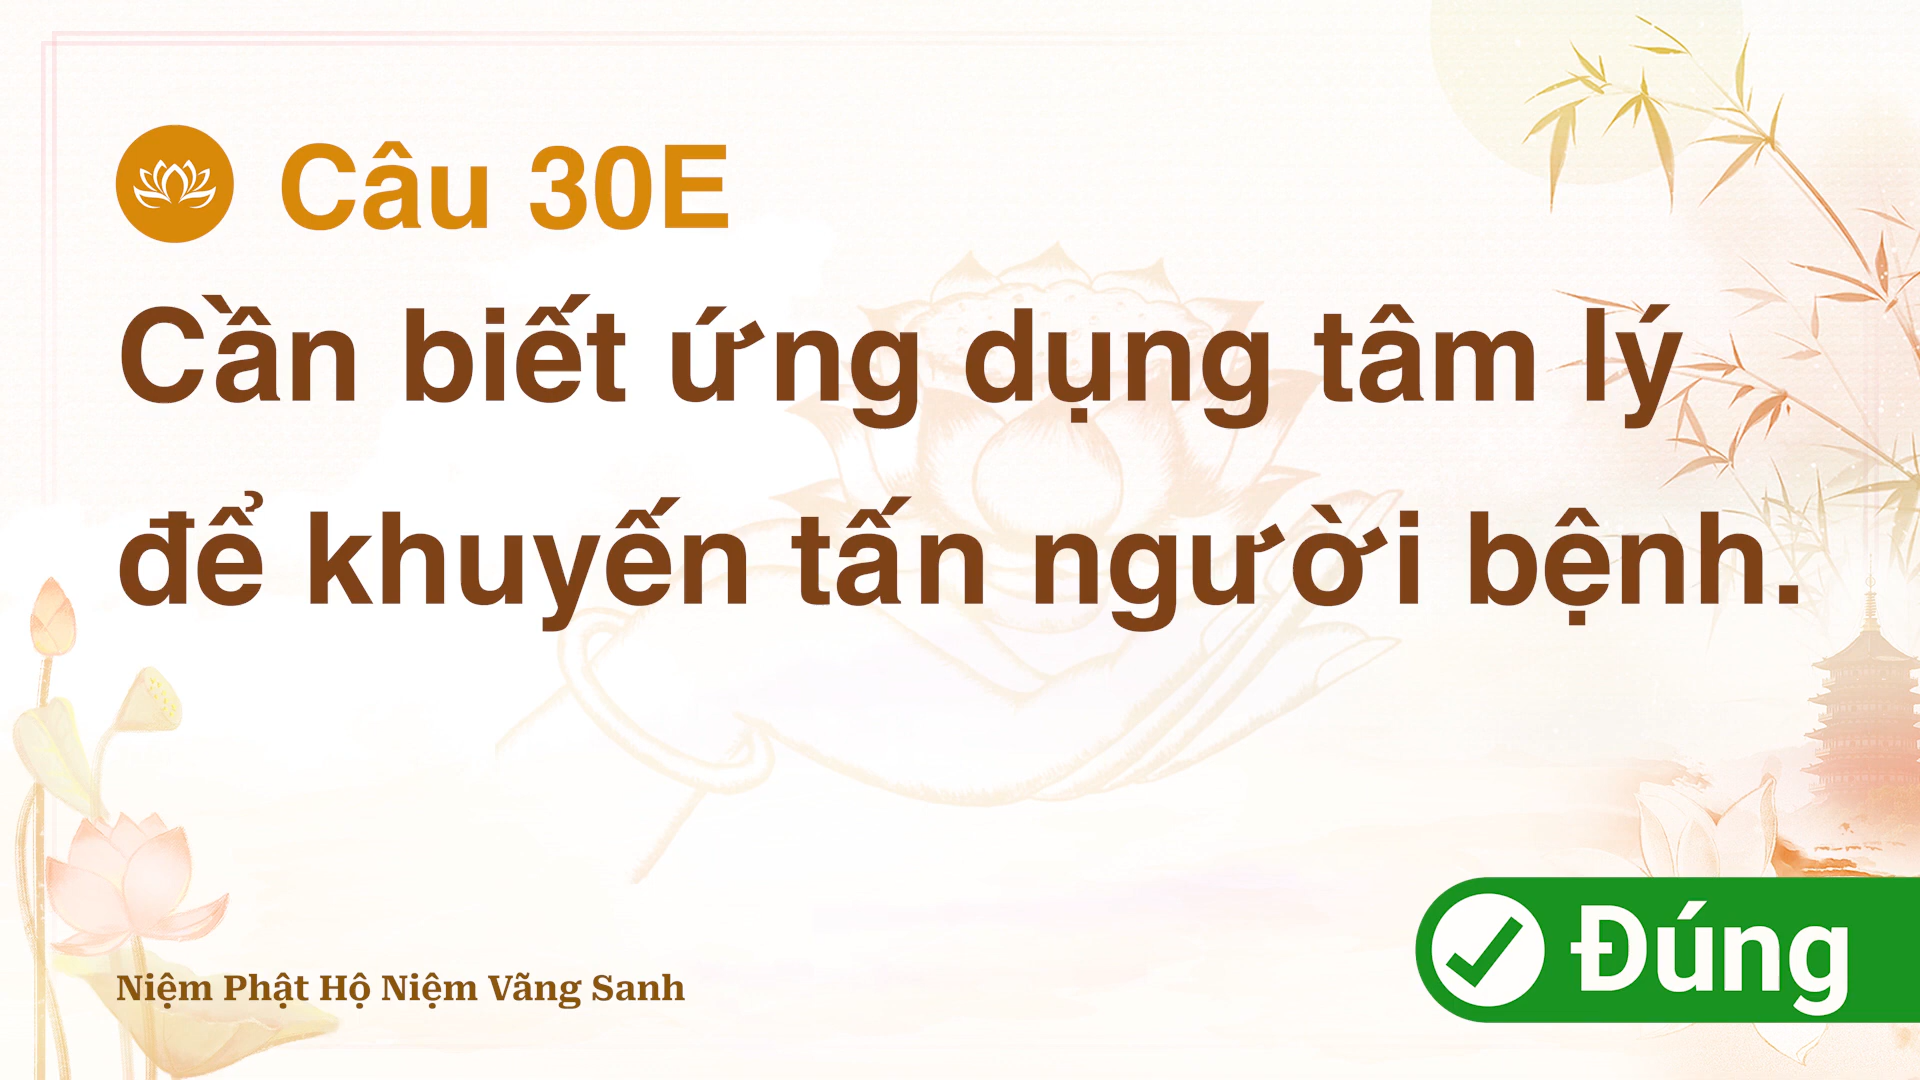 Câu 30E
Cần biết ứng dụng tâm lý
để khuyến tấn người bệnh.
Niệm Phật Hộ Niệm Vãng Sanh
Đúng